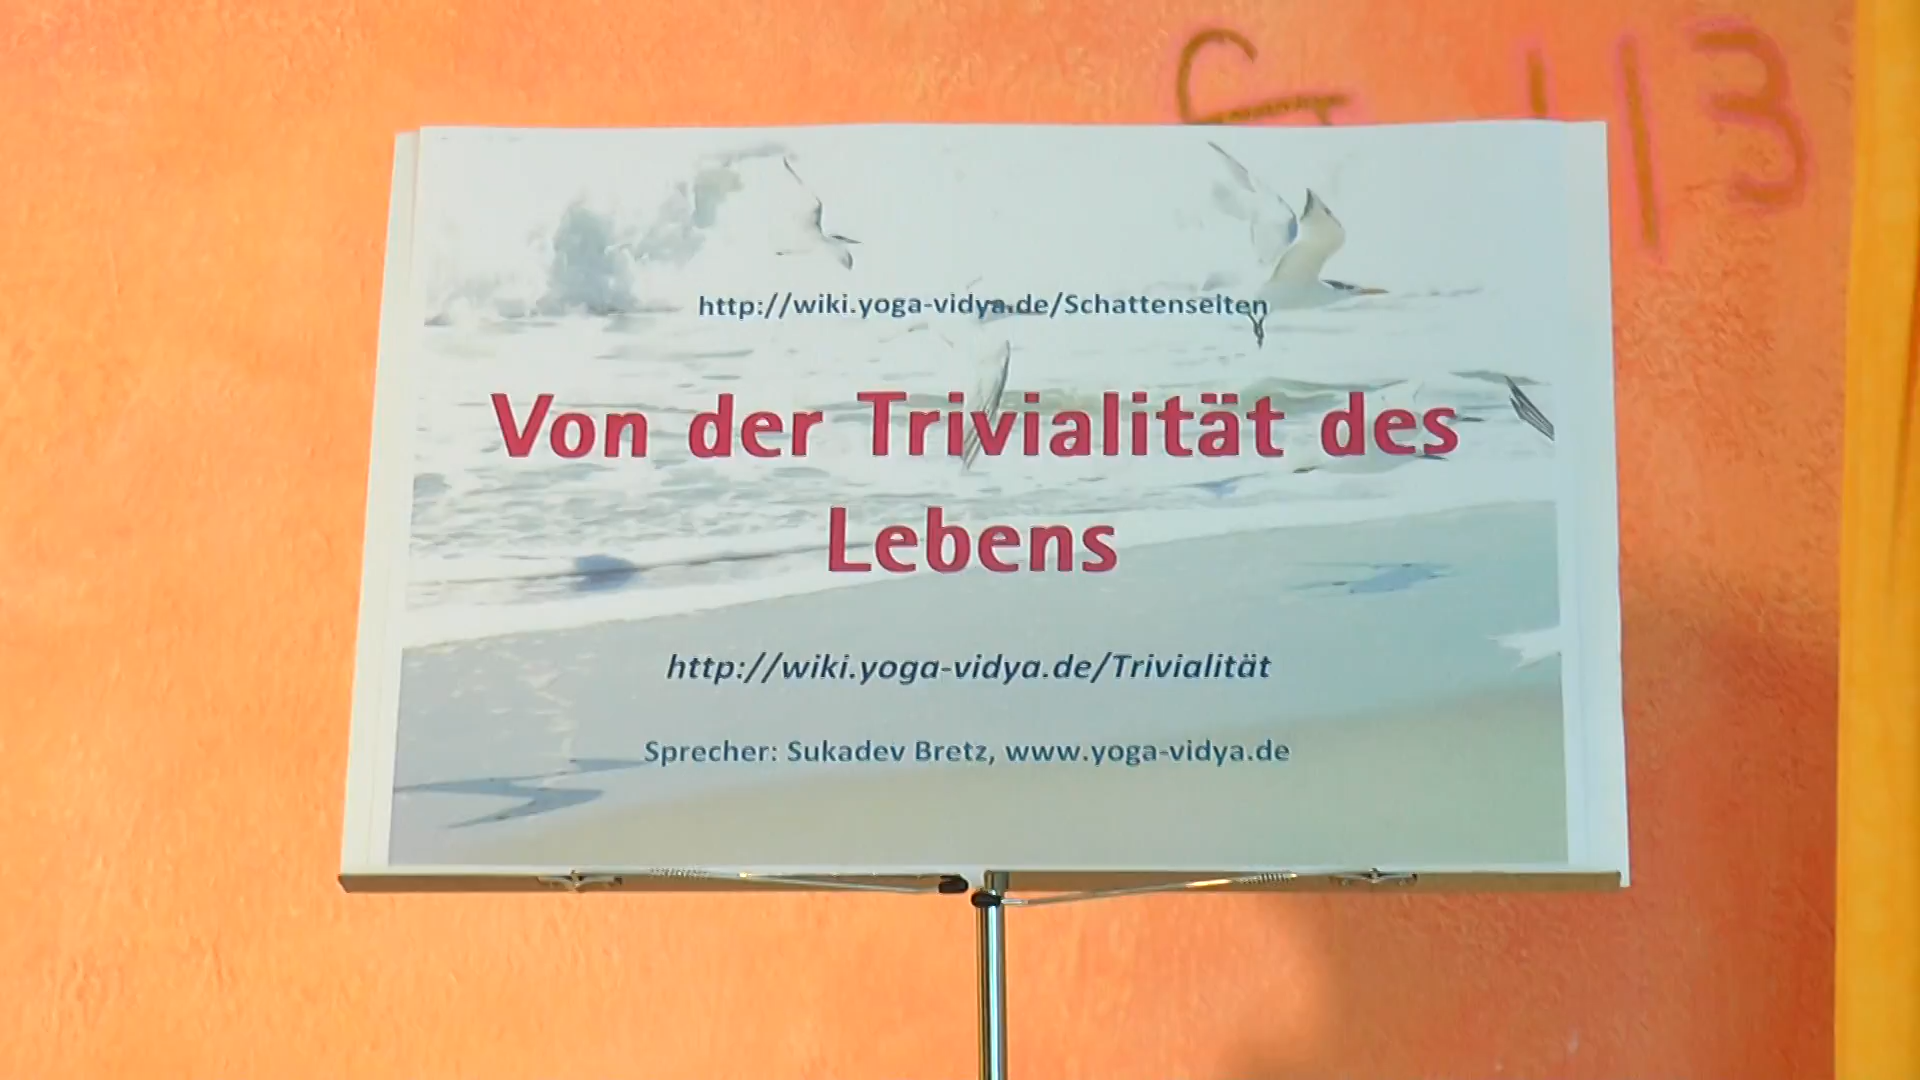 http://wiki.yoga-vidya.de/Schattenseiten
Von der Trivialität des
Lebens
http://wiki.yoga-vidya.de/Trivialität
Sprecher: Sukadev Bretz, www.yoga-vidya.de